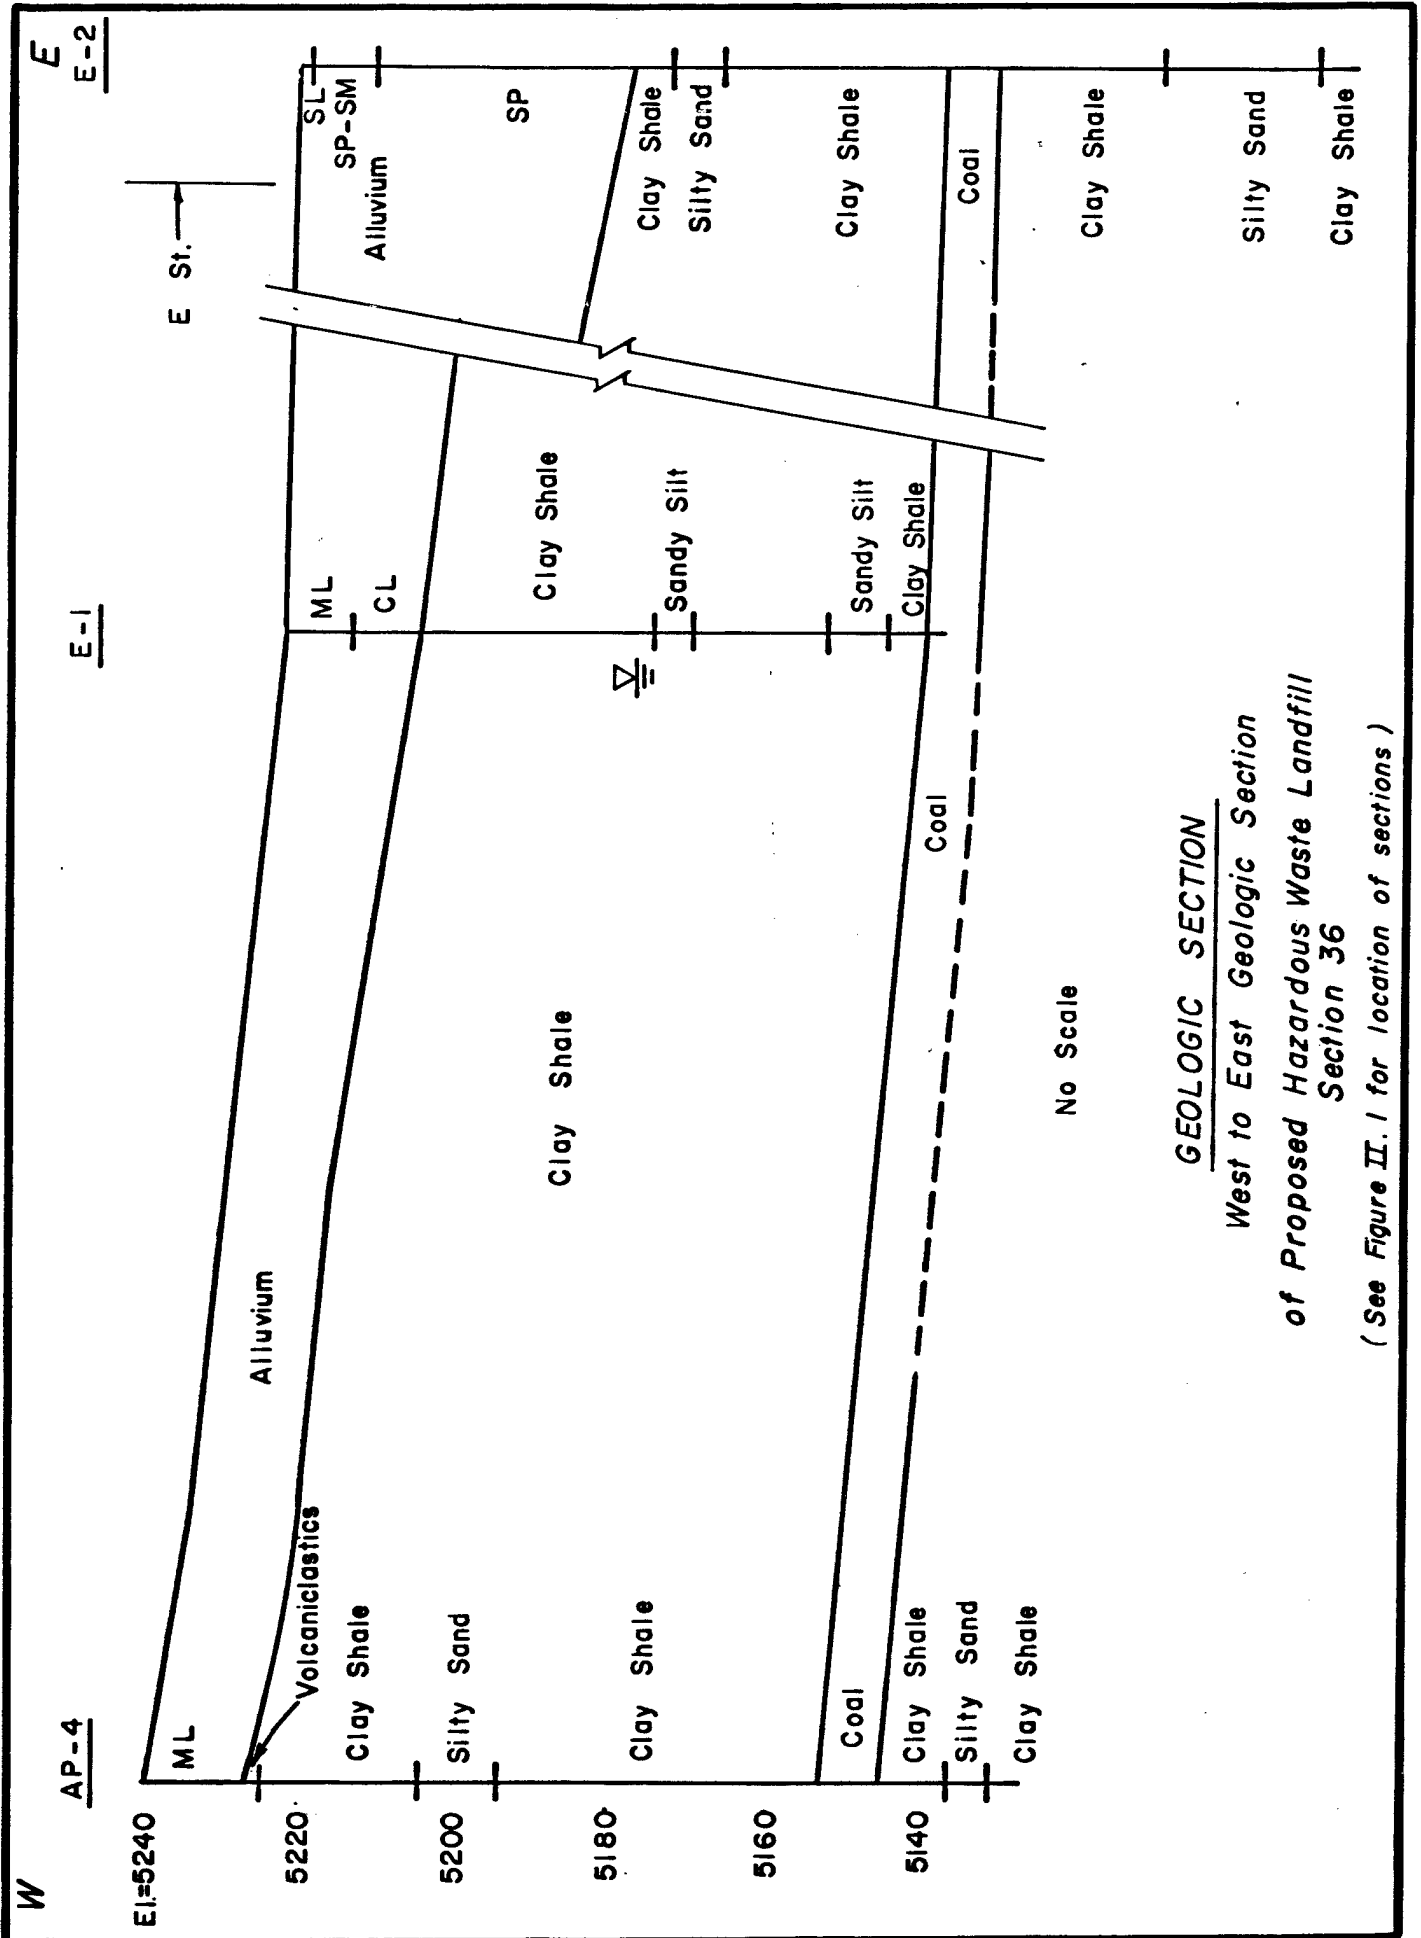 W
E
AP-4
E-1
E-2
E St.
El.=5240
5220
5200
5180
5160
5140
ML
Volcaniclastics
Clay Shale
Silty Sand
Clay Shale
Coal
Clay Shale
Silty Sand
Clay Shale
Alluvium
Clay Shale
Coal
No Scale
ML
CL
Clay Shale
Sandy Silt
Sandy Silt
Clay Shale
SL
SP-SM
Alluvium
SP
Clay Shale
Silty Sand
Clay Shale
Coal
Clay Shale
Silty Sand
Clay Shale
GEOLOGIC SECTION
West to East Geologic Section
of Proposed Hazardous Waste Landfill
Section 36
(See Figure II.1 for location of sections)